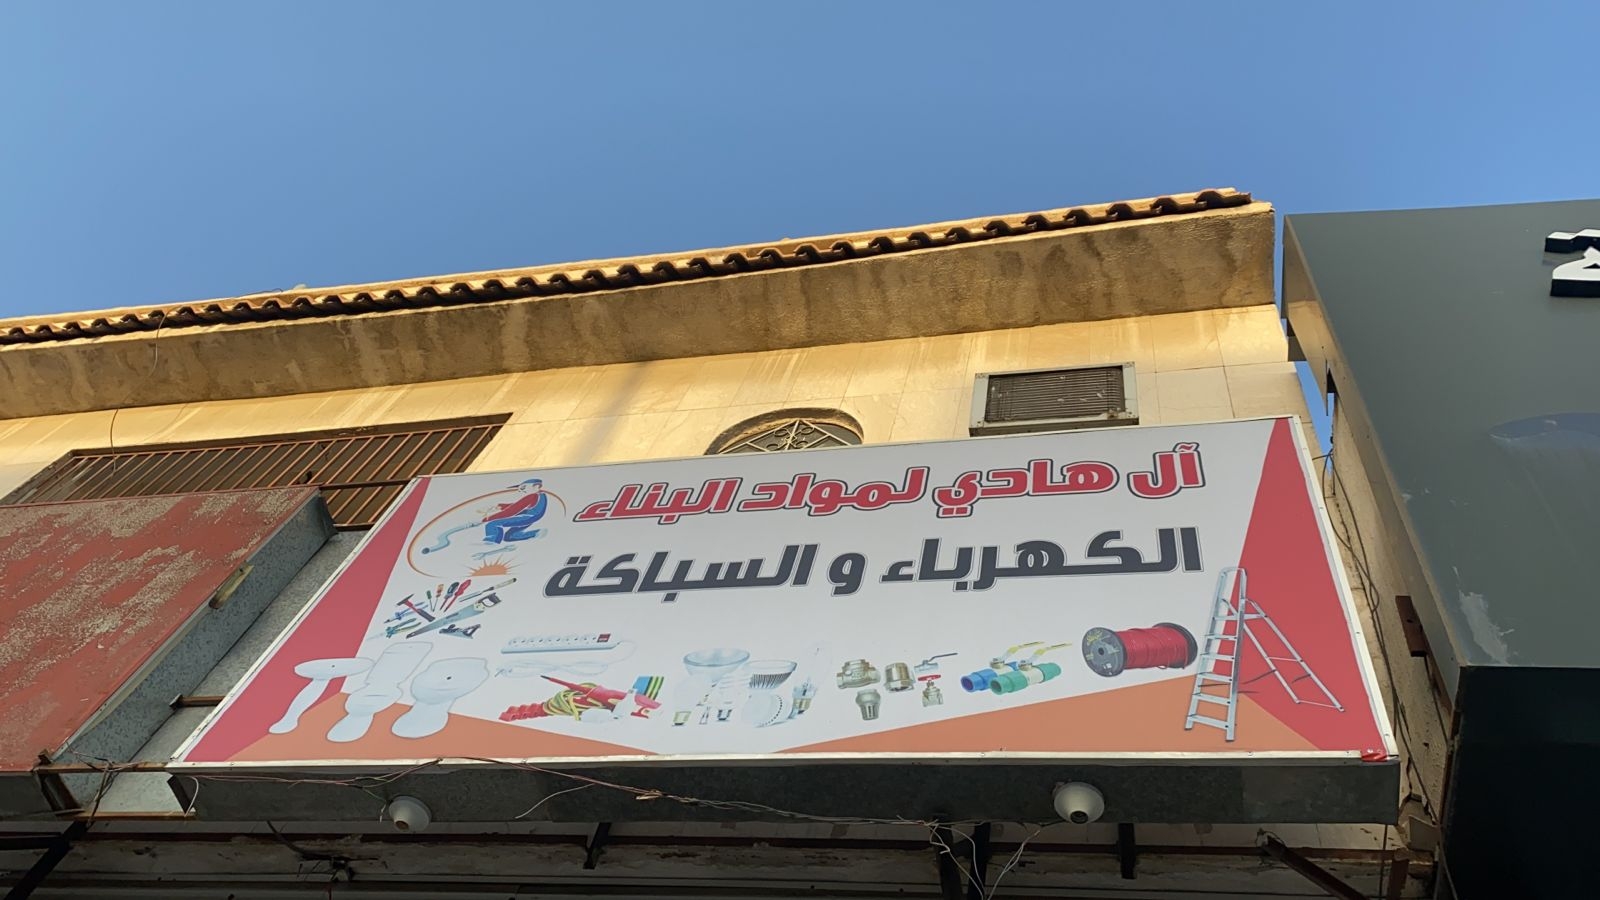 آل هادي لمواد البناء
الكهرباء و السباكة